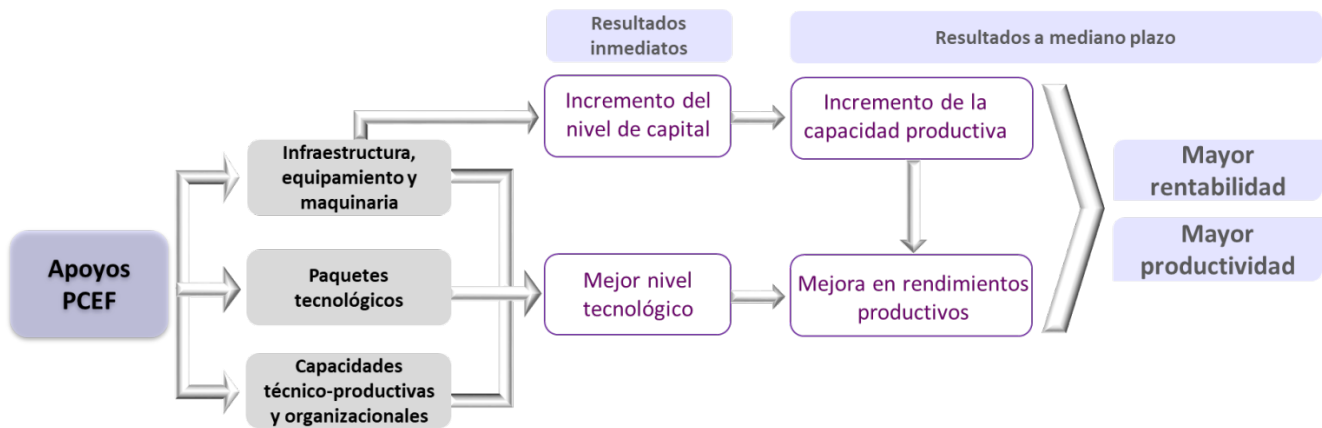 Resultados
inmediatos
Resultados a mediano plazo
Incremento del
nivel de capital
Incremento de la
capacidad productiva
Infraestructura,
equipamiento y
maquinaria
Mayor
rentabilidad
Apoyos
PCEF
Paquetes
tecnológicos
Mejor nivel
tecnológico
Mejora en rendimientos
productivos
Mayor
productividad
Capacidades
técnico-productivas
y organizacionales